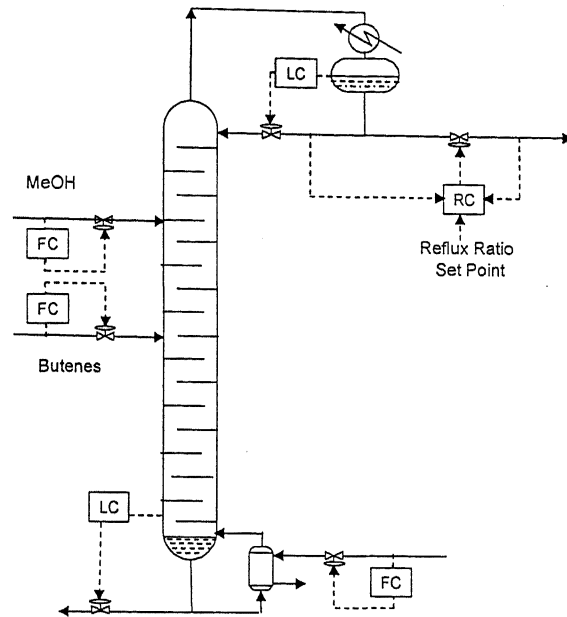 LC
MeOH
FC
RC
Reflux Ratio
Set Point
FC
Butenes
LC
FC